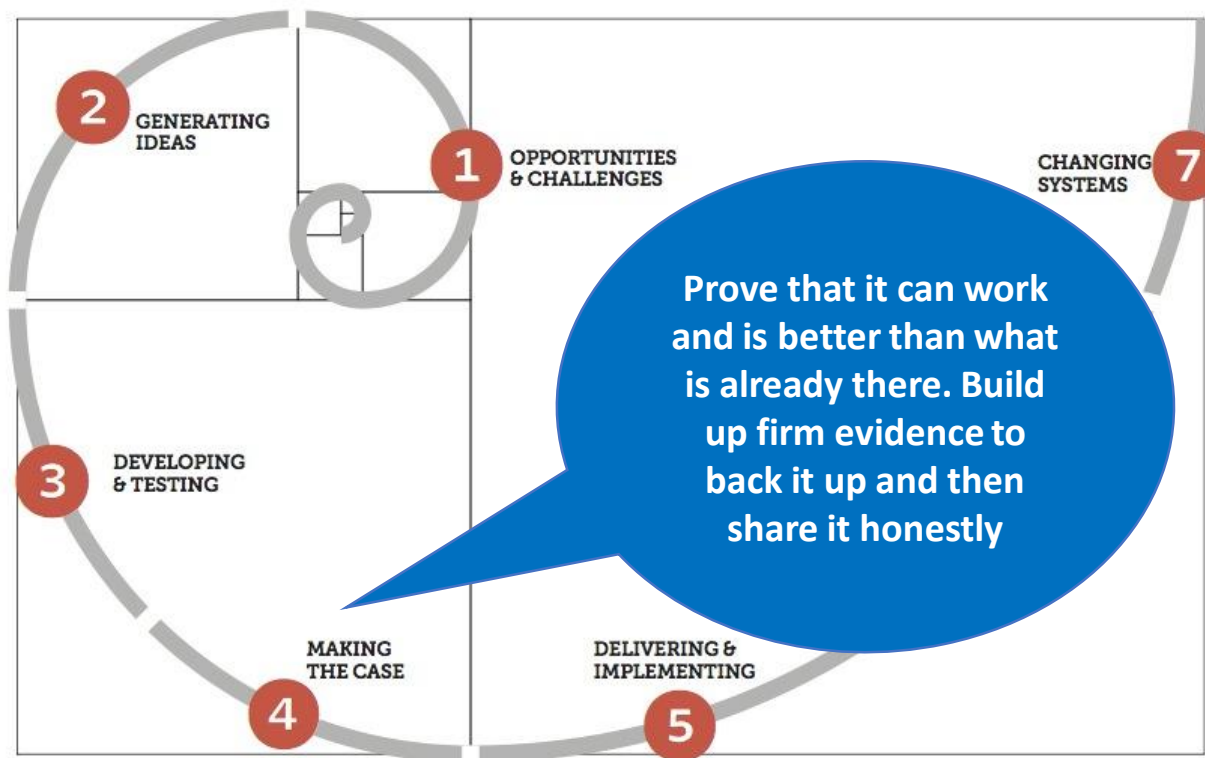 2
GENERATING
IDEAS
1
OPPORTUNITIES
& CHALLENGES
CHANGING
SYSTEMS
7
Prove that it can work
and is better than what
is already there. Build
up firm evidence to
back it up and then
share it honestly
3
DEVELOPING
& TESTING
MAKING
THE CASE
4
DELIVERING &
IMPLEMENTING
5